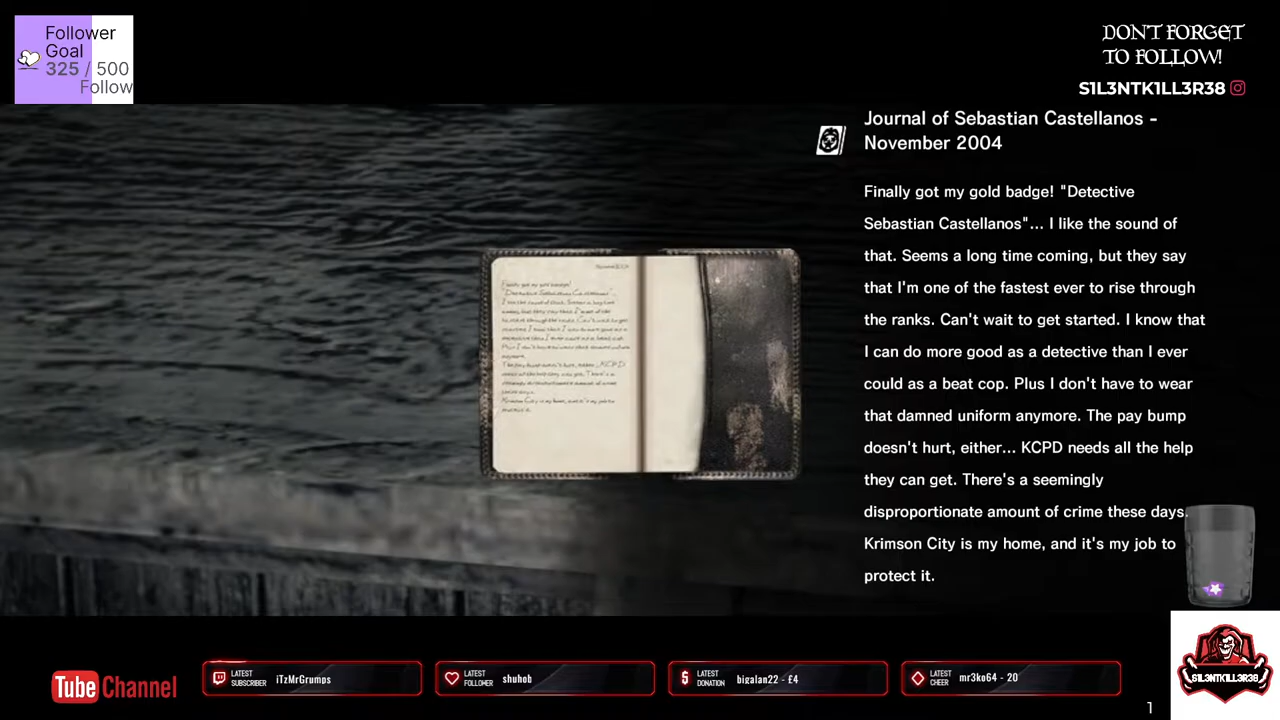 Follower
Goal
325 / 500
Follow
DON'T FORGET
TO FOLLOW!
S1L3NTK1LL3R38
Journal of Sebastian Castellanos -
November 2004
Finally got my gold badge! "Detective
Sebastian Castellanos"... I like the sound of
that. Seems a long time coming, but they say
that I'm one of the fastest ever to rise through
the ranks. Can't wait to get started. I know that
I can do more good as a detective than I ever
could as a beat cop. Plus I don't have to wear
that damned uniform anymore. The pay bump
doesn't hurt, either... KCPD needs all the help
they can get. There's a seemingly
disproportionate amount of crime these days.
Krimson City is my home, and it's my job to
protect it.
Tube Channel
LATEST
SUBSCRIBER
iTzMrGrumps
LATEST
FOLLOWER
shuhob
LATEST
DONATION
bigalan22 - £4
LATEST
CHEER
mr3ko64 - 20
S1L3NTK1LL3R38
1